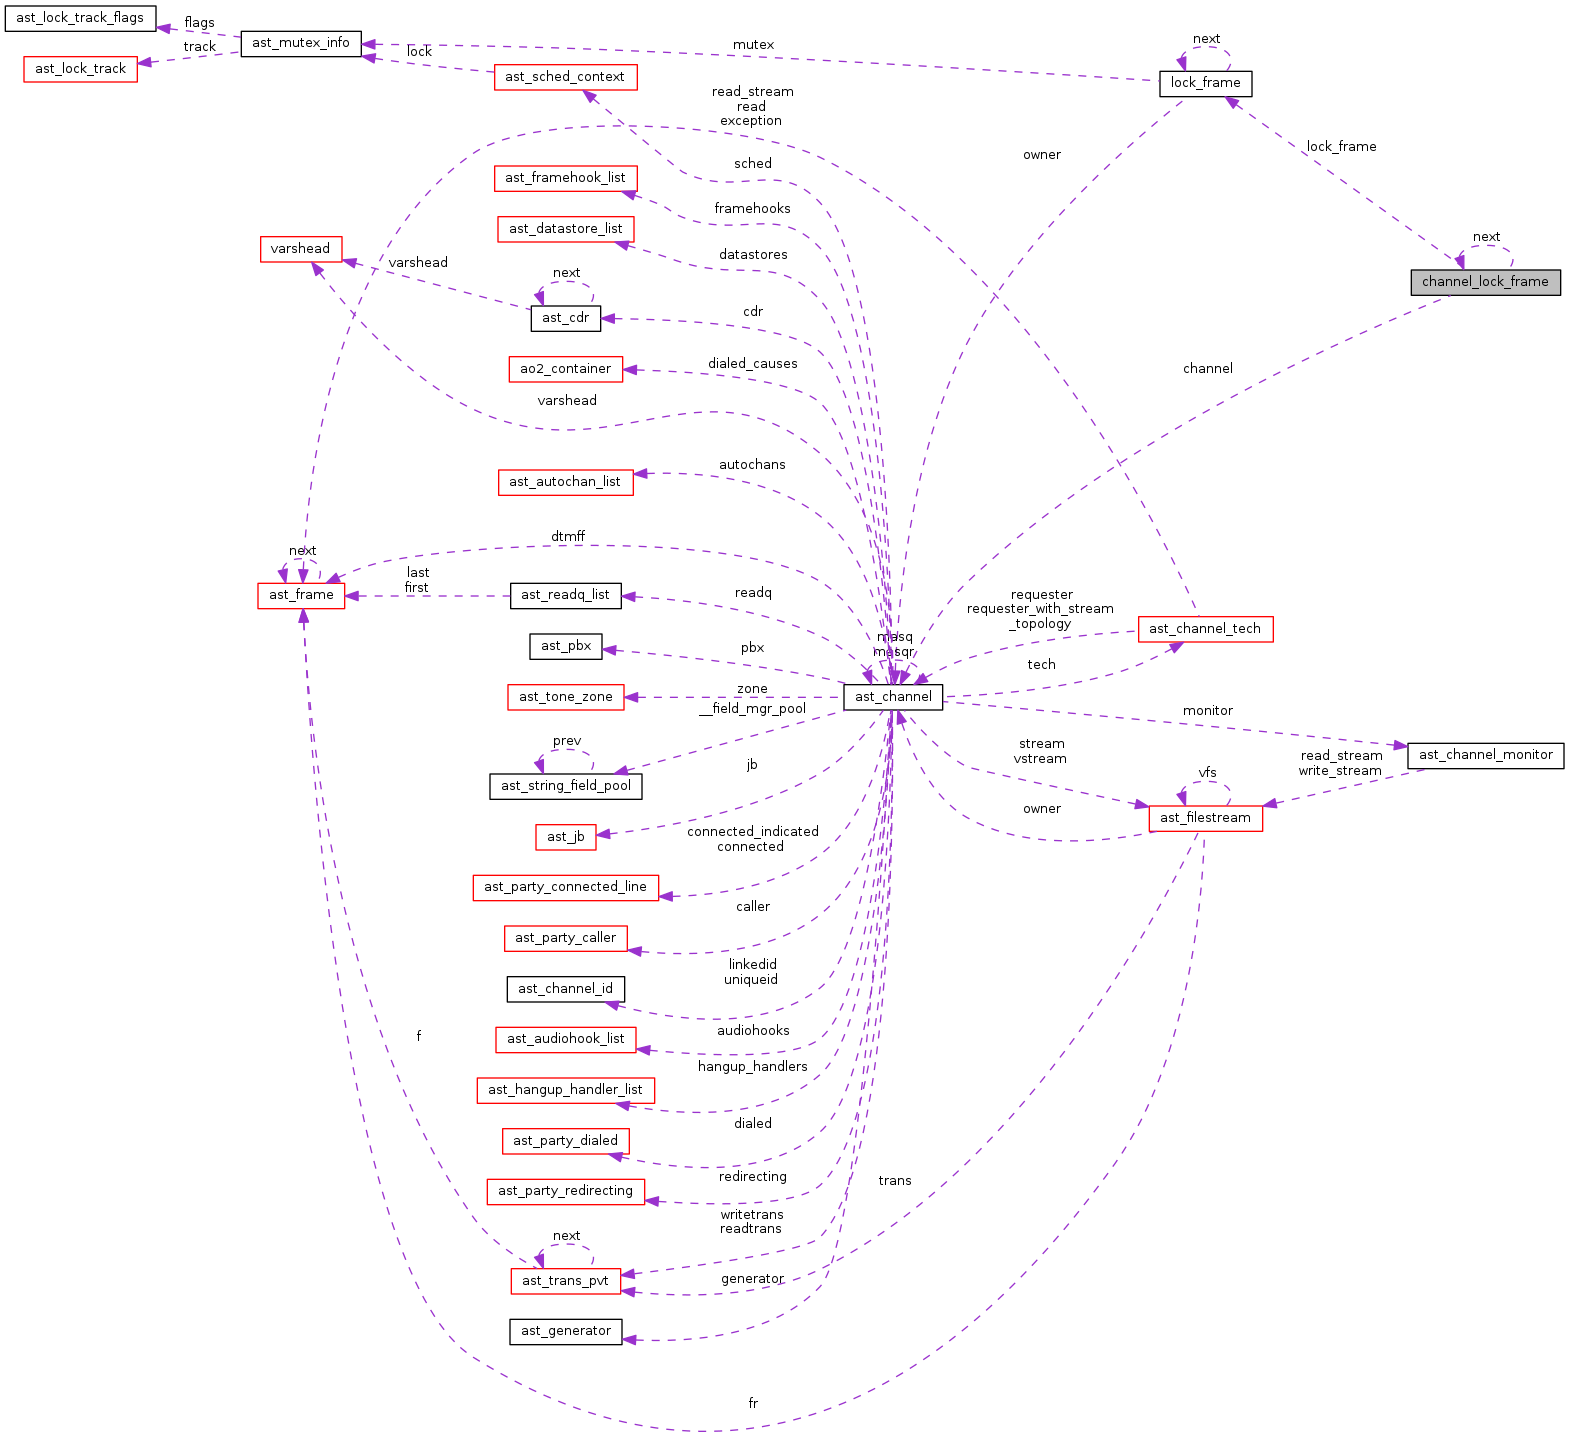 ast_lock_track_flags
flags
ast_mutex_info
track
ast_lock_track
lock
mutex
next
lock_frame
ast_sched_context
read_stream
read
exception
owner
lock_frame
sched
ast_framehook_list
framehooks
ast_datastore_list
datastores
varshead
varshead
next
next
channel_lock_frame
ast_cdr
cdr
dialed_causes
ao2_container
channel
varshead
autochans
ast_autochan_list
dtmff
next
last
first
ast_frame
ast_readq_list
readq
requester
requester_with_stream
_topology
ast_channel_tech
masq
masqr
ast_pbx
pbx
tech
zone
ast_tone_zone
ast_channel
__field_mgr_pool
monitor
prev
stream
vstream
read_stream
write_stream
ast_channel_monitor
jb
vfs
ast_string_field_pool
owner
ast_filestream
connected_indicated
connected
ast_jb
ast_party_connected_line
caller
ast_party_caller
linkedid
uniqueid
ast_channel_id
audiohooks
ast_audiohook_list
f
hangup_handlers
ast_hangup_handler_list
dialed
ast_party_dialed
redirecting
trans
ast_party_redirecting
writetrans
readtrans
next
generator
ast_trans_pvt
ast_generator
fr